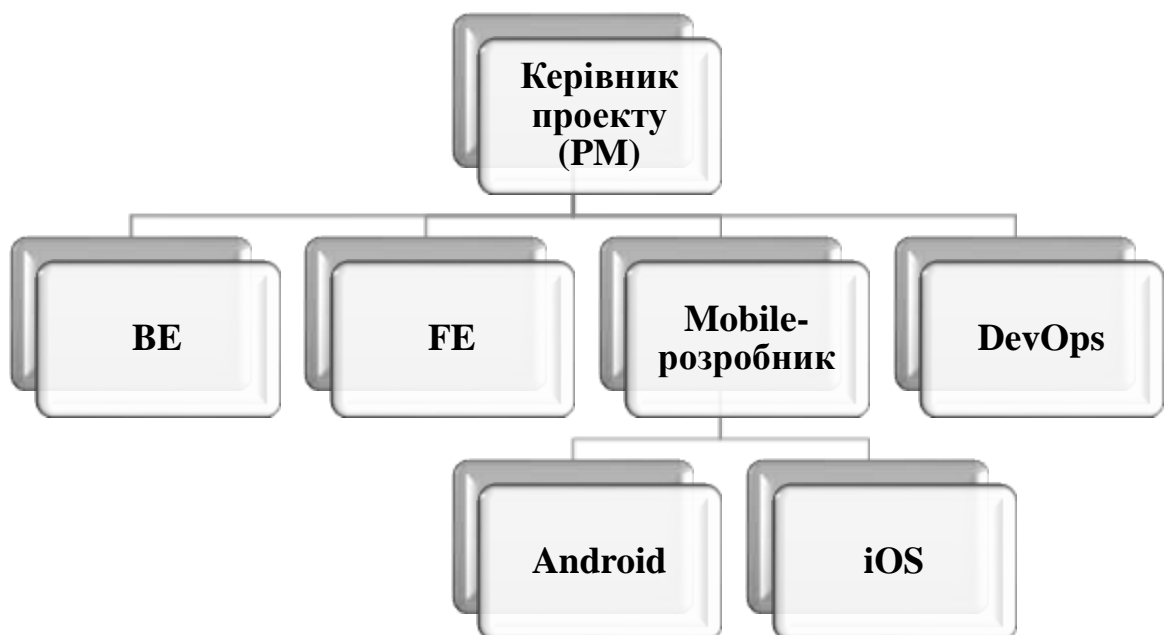 Керівник
проекту
(PM)
BE
FE
Mobile-
розробник
DevOps
Android
iOS